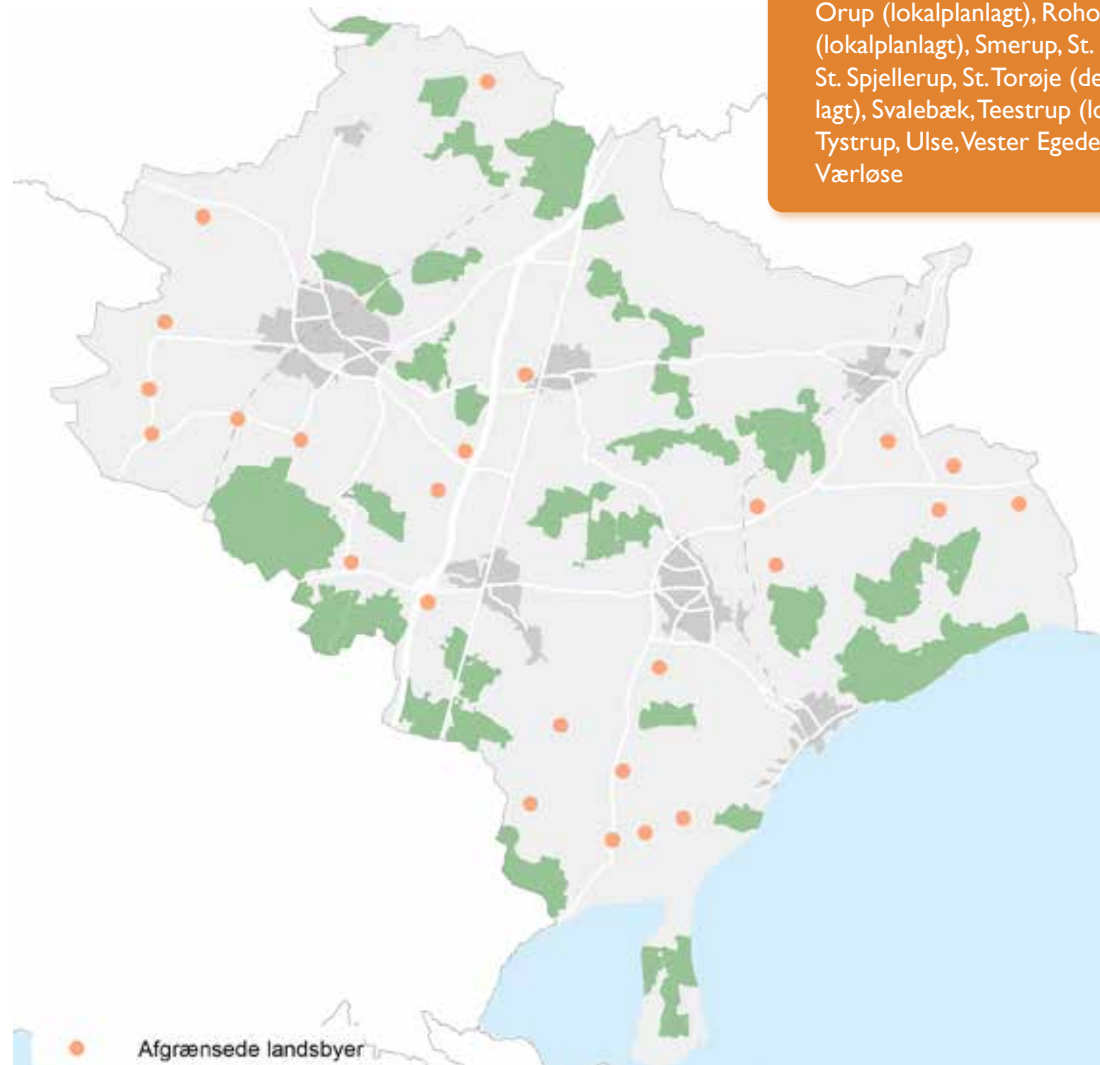 Orup (lokalplanlagt), Roho
(lokalplanlagt), Smerup, St.
St. Spjellerup, St. Torøje (de
lagt), Svalebæk, Teestrup (lo
Tystrup, Ulse, Vester Egede
Værløse
Afgrænsede landsbyer